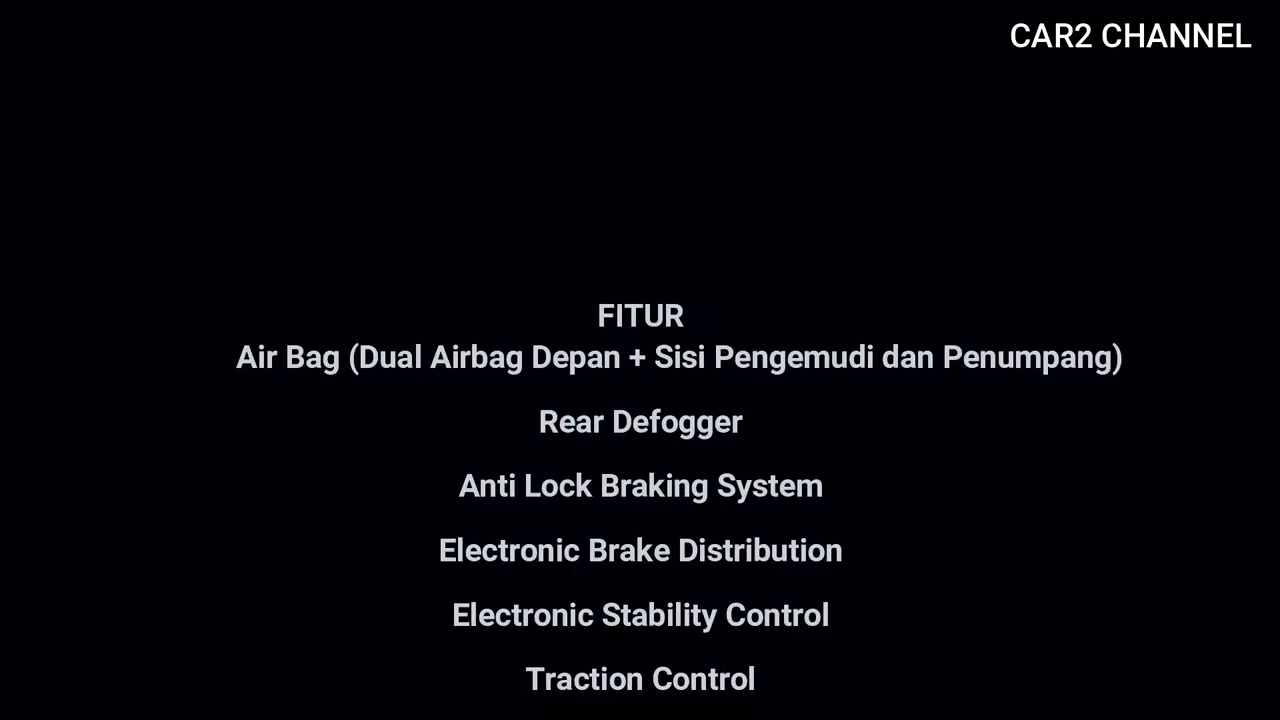 CAR2 CHANNEL
FITUR
Air Bag (Dual Airbag Depan + Sisi Pengemudi dan Penumpang)
Rear Defogger
Anti Lock Braking System
Electronic Brake Distribution
Electronic Stability Control
Traction Control